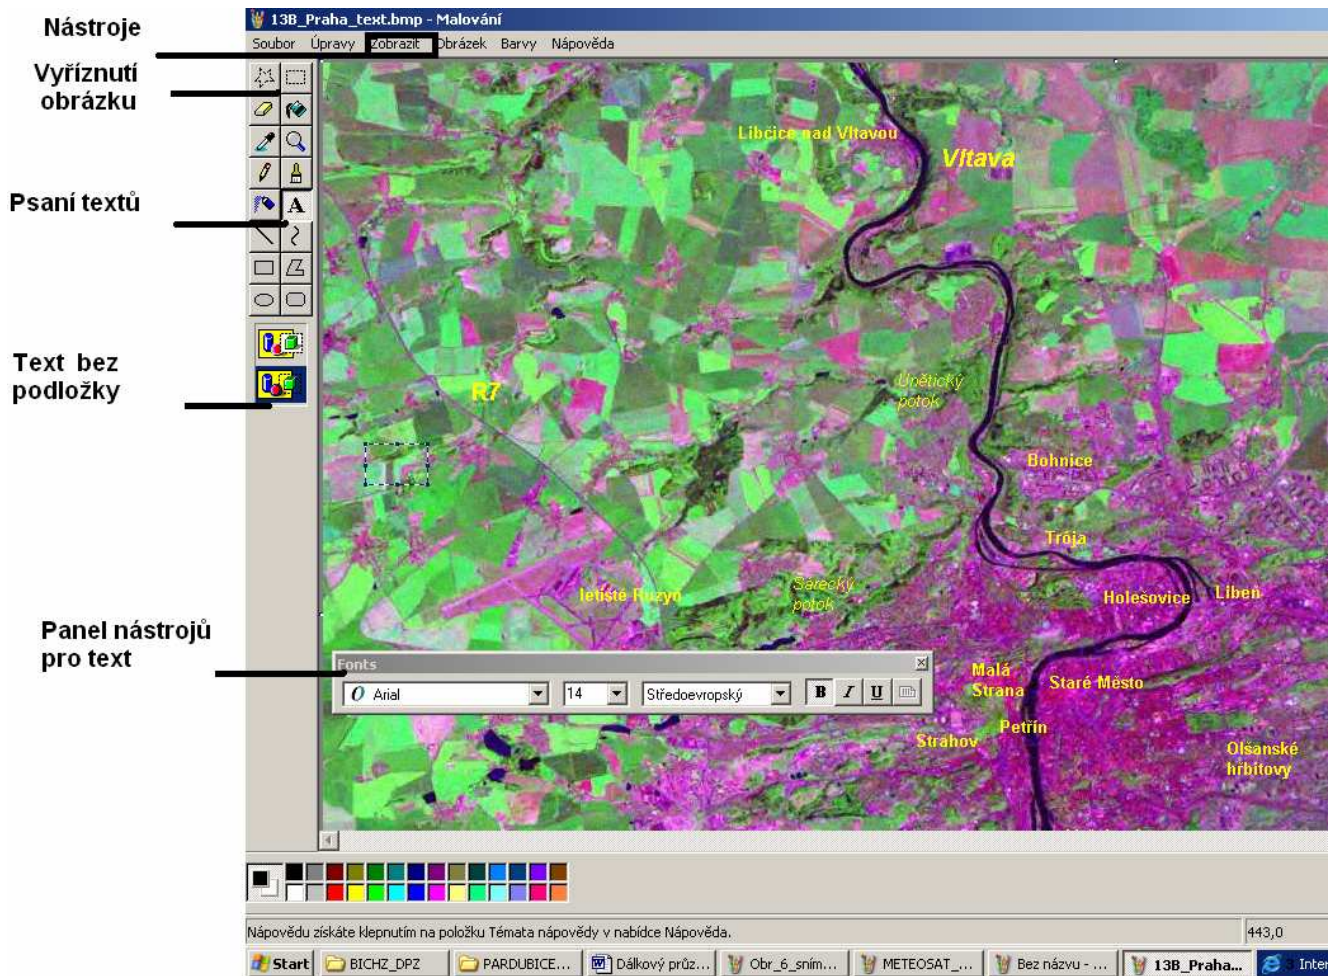 Nástroje
Vyříznutí
obrázku
Psaní textů
Text bez
podložky
Panel nástrojů
pro text
13B_Praha_text.bmp - Malování
Soubor Úpravy Zobrazit Obrázek Barvy Nápověda
A
Libčice nad Vltavou
Vltava
R7
Únětický
potok
Bohnice
Trója
Šárecký
potok
letiště Ruzyn
Holešovice
Libeň
Fonts
Arial 14 Středoevropský B I U
Malá
Strana
Staré Město
Petřín
Strahov
Olšanské
hřbitovy
Nápovědu získáte klepnutím na položku Témata nápovědy v nabídce Nápověda.
443,0
Start BICHZ_DPZ PARDUBICE... Dálkový průz... Obr_6_sním... METEOSAT_... Bez názvu - ... 13B_Praha... 3 Inter